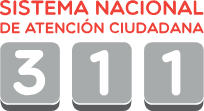 SISTEMA NACIONAL
DE ATENCIÓN CIUDADANA
3 1 1